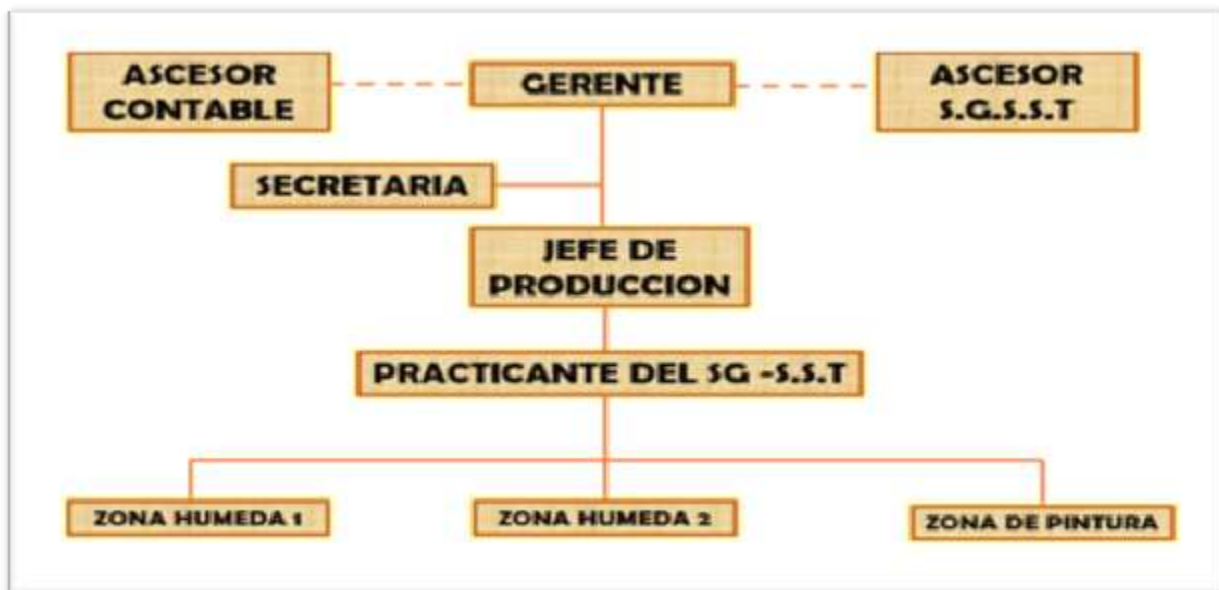 ASCESOR
CONTABLE
GERENTE
ASCESOR
S.G.S.S.T
SECRETARIA
JEFE DE
PRODUCCION
PRACTICANTE DEL SG -S.S.T
ZONA HUMEDA 1
ZONA HUMEDA 2
ZONA DE PINTURA